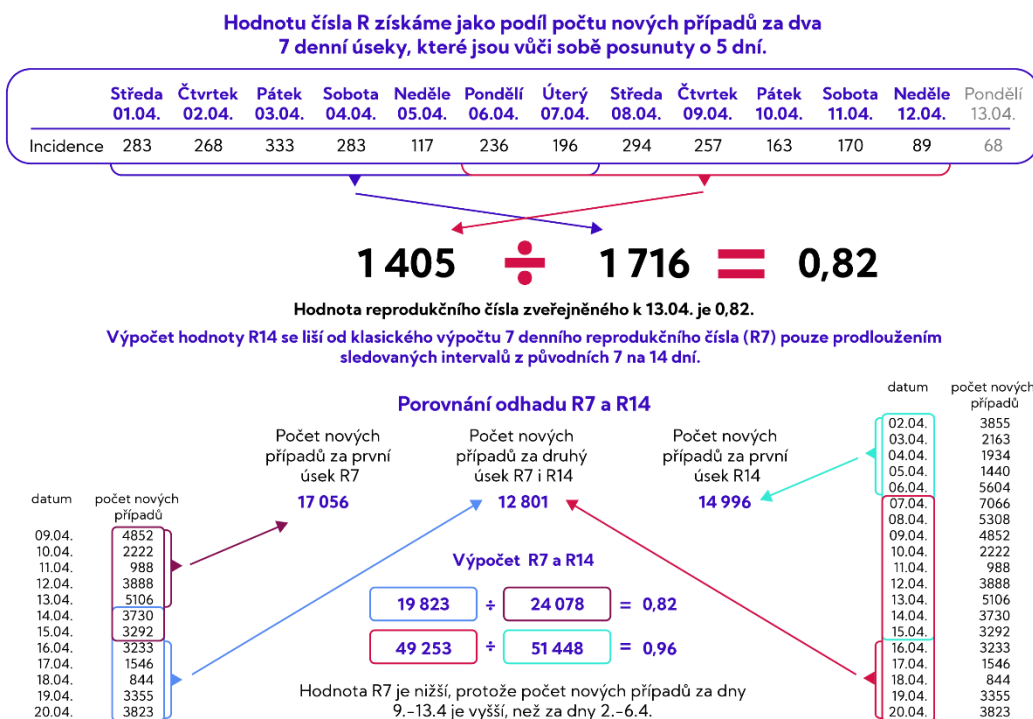 Hodnotu čísla R získáme jako podíl počtu nových případů za dva
7 denní úseky, které jsou vůči sobě posunuty o 5 dní.
Středa Čtvrtek Pátek Sobota Neděle Pondělí Úterý Středa Čtvrtek Pátek Sobota Neděle Pondělí
01.04. 02.04. 03.04. 04.04. 05.04. 06.04. 07.04. 08.04. 09.04. 10.04. 11.04. 12.04. 13.04.
Incidence 283 268 333 283 117 236 196 294 257 163 170 89 68
1 405 ÷ 1 716 = 0,82
Hodnota reprodukčního čísla zveřejněného k 13.04. je 0,82.
Výpočet hodnoty R14 se liší od klasického výpočtu 7 denního reprodukčního čísla (R7) pouze prodloužením
sledovaných intervalů z původních 7 na 14 dní.
Porovnání odhadu R7 a R14
Počet nových
případů za první
úsek R7
17 056
Počet nových
případů za druhý
úsek R7 i R14
12 801
Počet nových
případů za první
úsek R14
14 996
datum počet nových
případů
09.04. 4852
10.04. 2222
11.04. 988
12.04. 3888
13.04. 5106
14.04. 3730
15.04. 3292
16.04. 3233
17.04. 1546
18.04. 844
19.04. 3355
20.04. 3823
Výpočet R7 a R14
19 823 ÷ 24 078 = 0,82
49 253 ÷ 51 448 = 0,96
Hodnota R7 je nižší, protože počet nových případů za dny
9.-13.4 je vyšší, než za dny 2.-6.4.
datum počet nových
případů
02.04. 3855
03.04. 2163
04.04. 1934
05.04. 1440
06.04. 5604
07.04. 7066
08.04. 5308
09.04. 4852
10.04. 2222
11.04. 988
12.04. 3888
13.04. 5106
14.04. 3730
15.04. 3292
16.04. 3233
17.04. 1546
18.04. 844
19.04. 3355
20.04. 3823